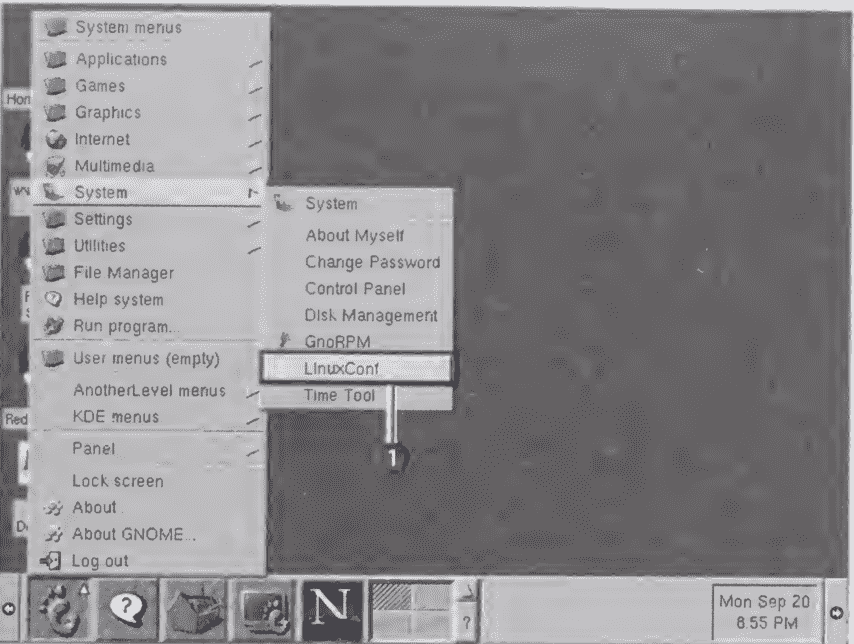 System menus
Applications
Games
Graphics
Internet
Multimedia
System
Settings
Utilities
File Manager
Help system
Run program...
User menus (empty)
AnotherLevel menus
KDE menus
Panel
Lock screen
About
About GNOME...
Log out
System
About Myself
Change Password
Control Panel
Disk Management
GnoRPM
LinuxConf
Time Tool
1
Red
?
N
?
Mon Sep 20
8:55 PM